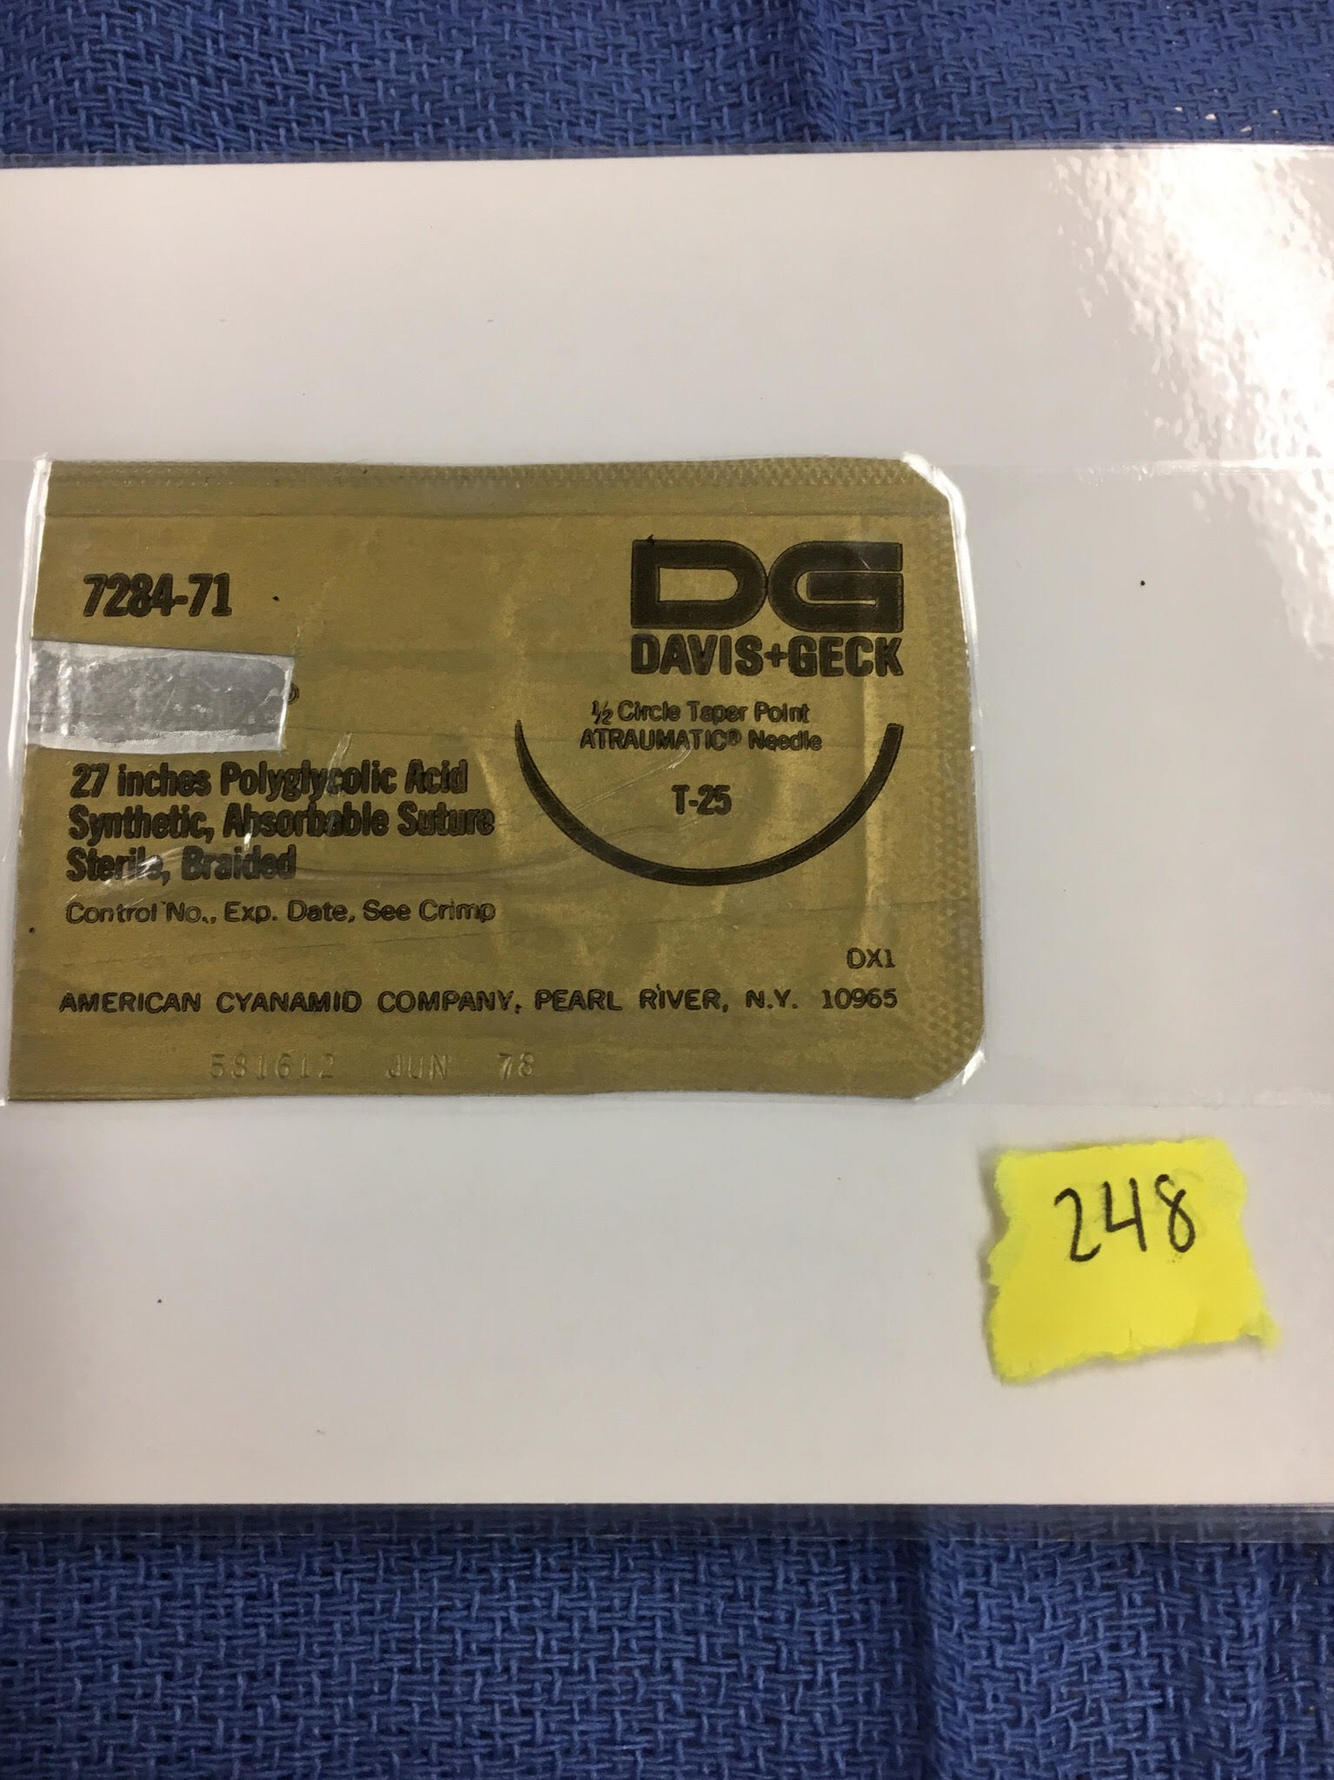 7284-71
DG
DAVIS+GECK
½ Circle Taper Point
ATRAUMATIC® Needle
T-25
®
27 inches Polyglycolic Acid
Synthetic, Absorbable Suture
Sterile, Braided
Control No., Exp. Date, See Crimp
DX1
AMERICAN CYANAMID COMPANY, PEARL RIVER, N.Y. 10965
JUN 78
248